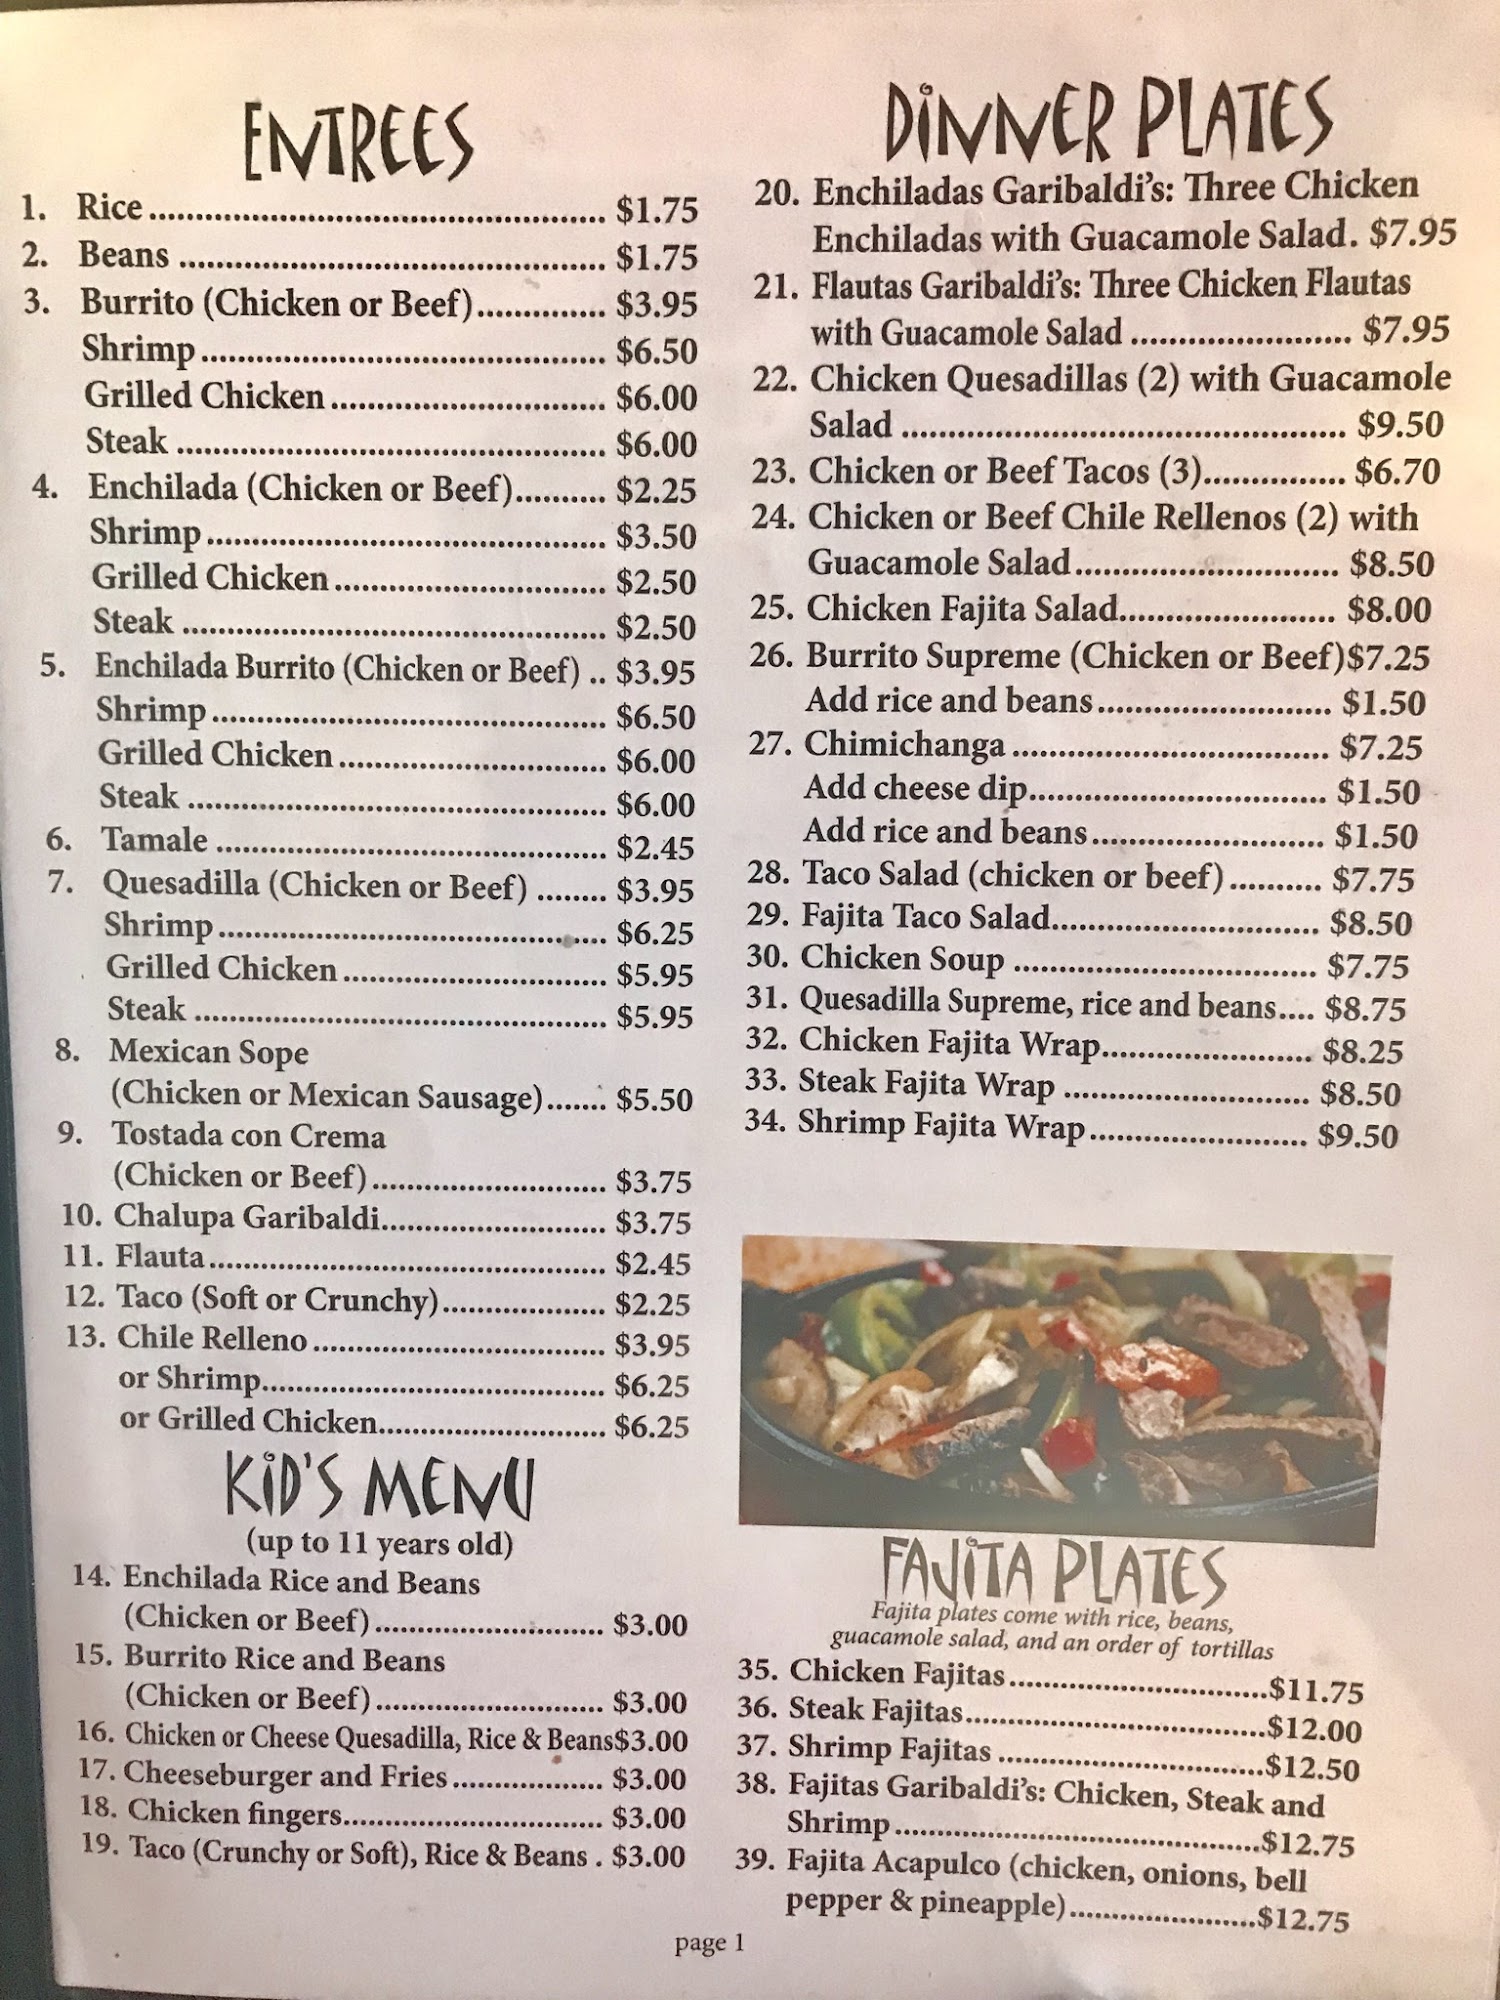 ENTREES
1. Rice ............ $1.75
2. Beans ............ $1.75
3. Burrito (Chicken or Beef) ............ $3.95
Shrimp ............ $6.50
Grilled Chicken ............ $6.00
Steak ............ $6.00
4. Enchilada (Chicken or Beef) ............ $2.25
Shrimp ............ $3.50
Grilled Chicken ............ $2.50
Steak ............ $2.50
5. Enchilada Burrito (Chicken or Beef) .. $3.95
Shrimp ............ $6.50
Grilled Chicken ............ $6.00
Steak ............ $6.00
6. Tamale ............ $2.45
7. Quesadilla (Chicken or Beef) ........ $3.95
Shrimp ............ $6.25
Grilled Chicken ............ $5.95
Steak ............ $5.95
8. Mexican Sope
(Chicken or Mexican Sausage)....... $5.50
9. Tostada con Crema
(Chicken or Beef) ............ $3.75
10. Chalupa Garibaldi ............ $3.75
11. Flauta ............ $2.45
12. Taco (Soft or Crunchy) ............ $2.25
13. Chile Relleno ............ $3.95
or Shrimp ............ $6.25
or Grilled Chicken ............ $6.25
KID'S MENU
(up to 11 years old)
14. Enchilada Rice and Beans
(Chicken or Beef) ............ $3.00
15. Burrito Rice and Beans
(Chicken or Beef) ............ $3.00
16. Chicken or Cheese Quesadilla, Rice & Beans$3.00
17. Cheeseburger and Fries ............ $3.00
18. Chicken fingers ............ $3.00
19. Taco (Crunchy or Soft), Rice & Beans . $3.00
DINNER PLATES
20. Enchiladas Garibaldi's: Three Chicken
Enchiladas with Guacamole Salad. $7.95
21. Flautas Garibaldi's: Three Chicken Flautas
with Guacamole Salad ............ $7.95
22. Chicken Quesadillas (2) with Guacamole
Salad ............ $9.50
23. Chicken or Beef Tacos (3) ............ $6.70
24. Chicken or Beef Chile Rellenos (2) with
Guacamole Salad ............ $8.50
25. Chicken Fajita Salad ............ $8.00
26. Burrito Supreme (Chicken or Beef)$7.25
Add rice and beans ............ $1.50
27. Chimichanga ............ $7.25
Add cheese dip ............ $1.50
Add rice and beans ............ $1.50
28. Taco Salad (chicken or beef) .......... $7.75
29. Fajita Taco Salad ............ $8.50
30. Chicken Soup ............ $7.75
31. Quesadilla Supreme, rice and beans.... $8.75
32. Chicken Fajita Wrap ............ $8.25
33. Steak Fajita Wrap ............ $8.50
34. Shrimp Fajita Wrap ............ $9.50
FAJITA PLATES
Fajita plates come with rice, beans,
guacamole salad, and an order of tortillas
35. Chicken Fajitas ............ $11.75
36. Steak Fajitas ............ $12.00
37. Shrimp Fajitas ............ $12.50
38. Fajitas Garibaldi's: Chicken, Steak and
Shrimp ............ $12.75
39. Fajita Acapulco (chicken, onions, bell
pepper & pineapple) ............ $12.75
page 1